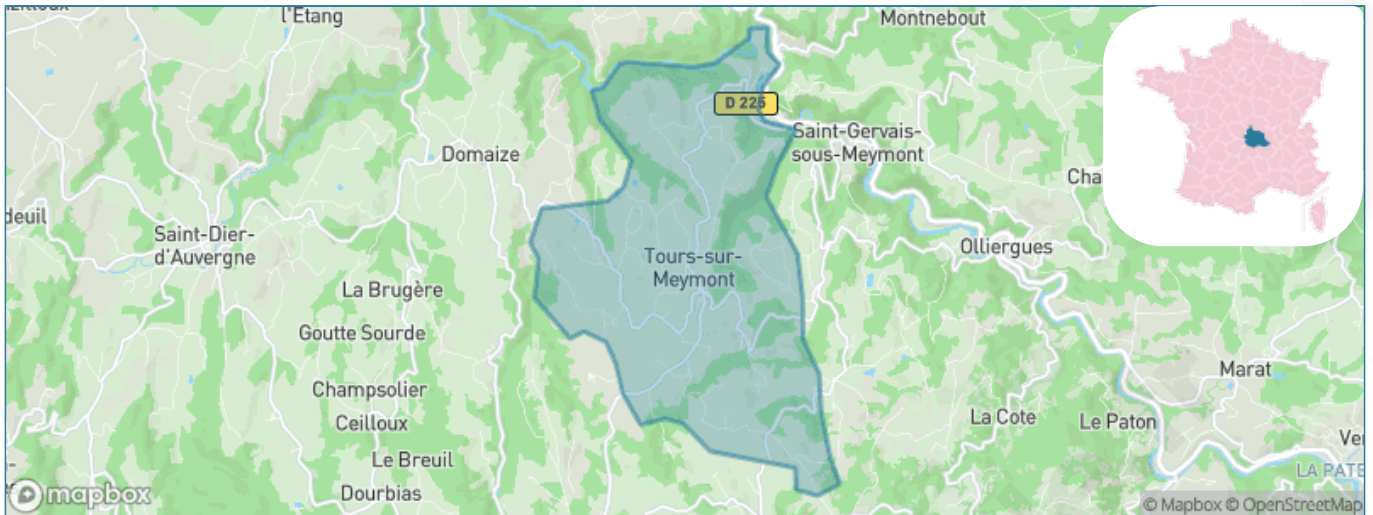 l'Etang
Montnebout
D 225
Saint-Gervais-
sous-Meymont
Domaize
Saint-Dier-
d'Auvergne
Tours-sur-
Meymont
Olliergues
La Brugère
Goutte Sourde
Champsolier
Ceilloux
Le Breuil
Dourbias
Marat
La Cote
Le Paton
LA PATE
mapbox
© Mapbox © OpenStreetMap